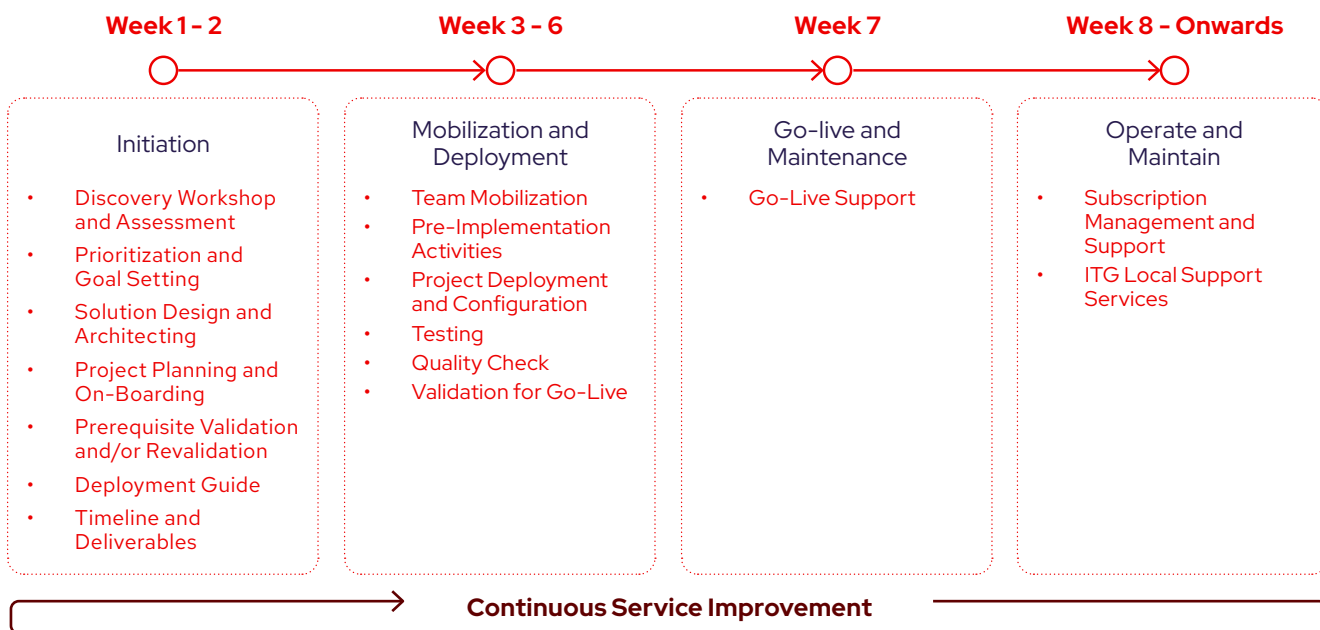 Week 1 - 2
Week 3 - 6
Week 7
Week 8 - Onwards
Initiation
• Discovery Workshop
and Assessment
• Prioritization and
Goal Setting
• Solution Design and
Architecting
• Project Planning and
On-Boarding
• Prerequisite Validation
and/or Revalidation
• Deployment Guide
• Timeline and
Deliverables
Mobilization and
Deployment
• Team Mobilization
• Pre-Implementation
Activities
• Project Deployment
and Configuration
• Testing
• Quality Check
• Validation for Go-Live
Go-live and
Maintenance
• Go-Live Support
Operate and
Maintain
• Subscription
Management and
Support
• ITG Local Support
Services
Continuous Service Improvement